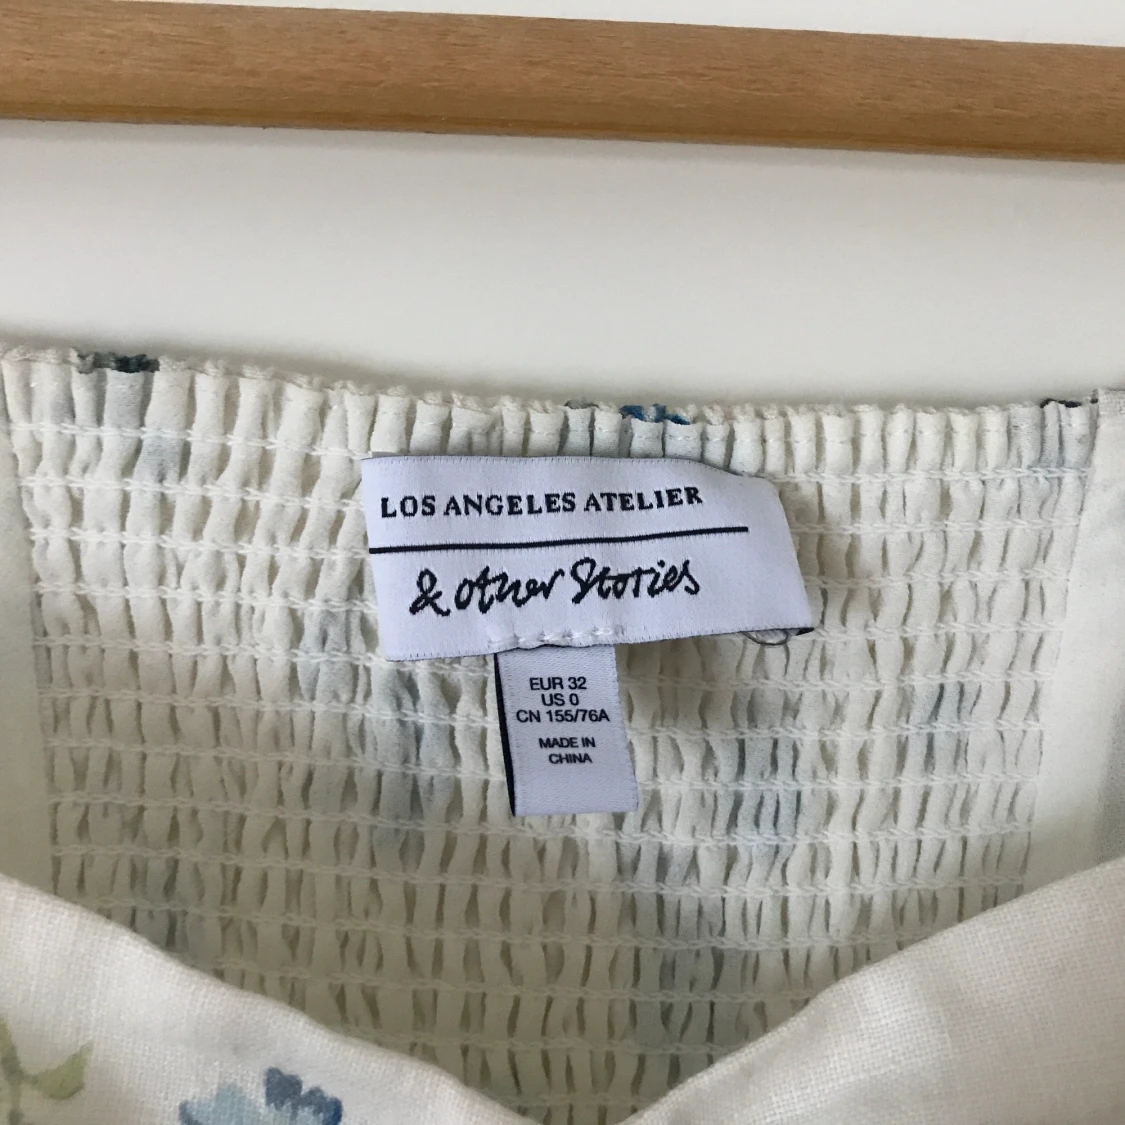 LOS ANGELES ATELIER
& other Stories
EUR 32
US 0
CN 155/76A
MADE IN
CHINA